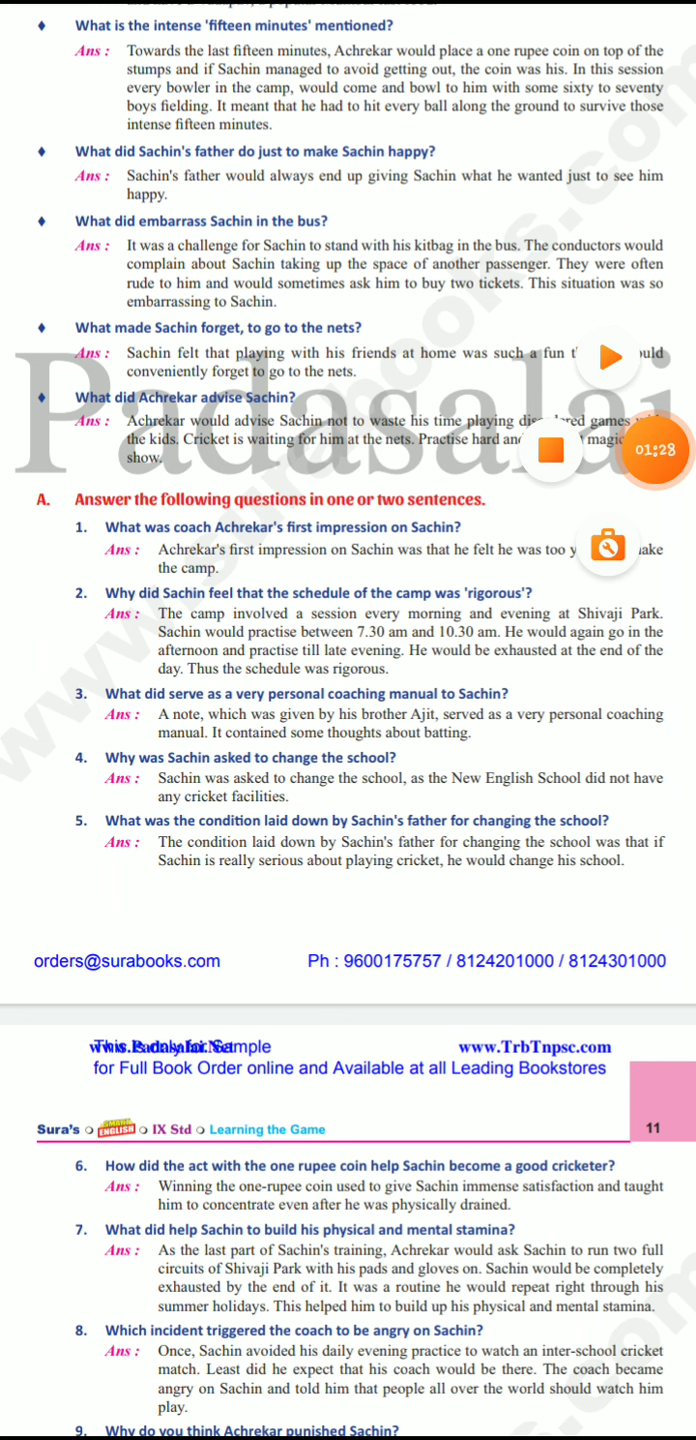 ♦ What is the intense 'fifteen minutes' mentioned?
Ans : Towards the last fifteen minutes, Achrekar would place a one rupee coin on top of the
stumps and if Sachin managed to avoid getting out, the coin was his. In this session
every bowler in the camp, would come and bowl to him with some sixty to seventy
boys fielding. It meant that he had to hit every ball along the ground to survive those
intense fifteen minutes.
♦ What did Sachin's father do just to make Sachin happy?
Ans : Sachin's father would always end up giving Sachin what he wanted just to see him
happy.
♦ What did embarrass Sachin in the bus?
Ans : It was a challenge for Sachin to stand with his kitbag in the bus. The conductors would
complain about Sachin taking up the space of another passenger. They were often
rude to him and would sometimes ask him to buy two tickets. This situation was so
embarrassing to Sachin.
♦ What made Sachin forget, to go to the nets?
Ans : Sachin felt that playing with his friends at home was such a fun
conveniently forget to go to the nets.
Padasalai
♦ What did Achrekar advise Sachin?
Ans : Achrekar would advise Sachin not to waste his time playing games
the kids. Cricket is waiting for him at the nets. Practise hard
show.
01:28
A. Answer the following questions in one or two sentences.
1. What was coach Achrekar's first impression on Sachin?
Ans : Achrekar's first impression on Sachin was that he felt he was too
the camp.
2. Why did Sachin feel that the schedule of the camp was 'rigorous'?
Ans : The camp involved a session every morning and evening at Shivaji Park.
Sachin would practise between 7.30 am and 10.30 am. He would again go in the
afternoon and practise till late evening. He would be exhausted at the end of the
day. Thus the schedule was rigorous.
3. What did serve as a very personal coaching manual to Sachin?
Ans : A note, which was given by his brother Ajit, served as a very personal coaching
manual. It contained some thoughts about batting.
4. Why was Sachin asked to change the school?
Ans : Sachin was asked to change the school, as the New English School did not have
any cricket facilities.
5. What was the condition laid down by Sachin's father for changing the school?
Ans : The condition laid down by Sachin's father for changing the school was that if
Sachin is really serious about playing cricket, he would change his school.
orders@surabooks.com Ph : 9600175757 / 8124201000 / 8124301000
www.Padasalai.Net www.TrbTnpsc.com
This is only for Sample
for Full Book Order online and Available at all Leading Bookstores
Sura's ○ SMART ENGLISH ○ IX Std ○ Learning the Game 11
6. How did the act with the one rupee coin help Sachin become a good cricketer?
Ans : Winning the one-rupee coin used to give Sachin immense satisfaction and taught
him to concentrate even after he was physically drained.
7. What did help Sachin to build his physical and mental stamina?
Ans : As the last part of Sachin's training, Achrekar would ask Sachin to run two full
circuits of Shivaji Park with his pads and gloves on. Sachin would be completely
exhausted by the end of it. It was a routine he would repeat right through his
summer holidays. This helped him to build up his physical and mental stamina.
8. Which incident triggered the coach to be angry on Sachin?
Ans : Once, Sachin avoided his daily evening practice to watch an inter-school cricket
match. Least did he expect that his coach would be there. The coach became
angry on Sachin and told him that people all over the world should watch him
play.
9. Why do you think Achrekar punished Sachin?